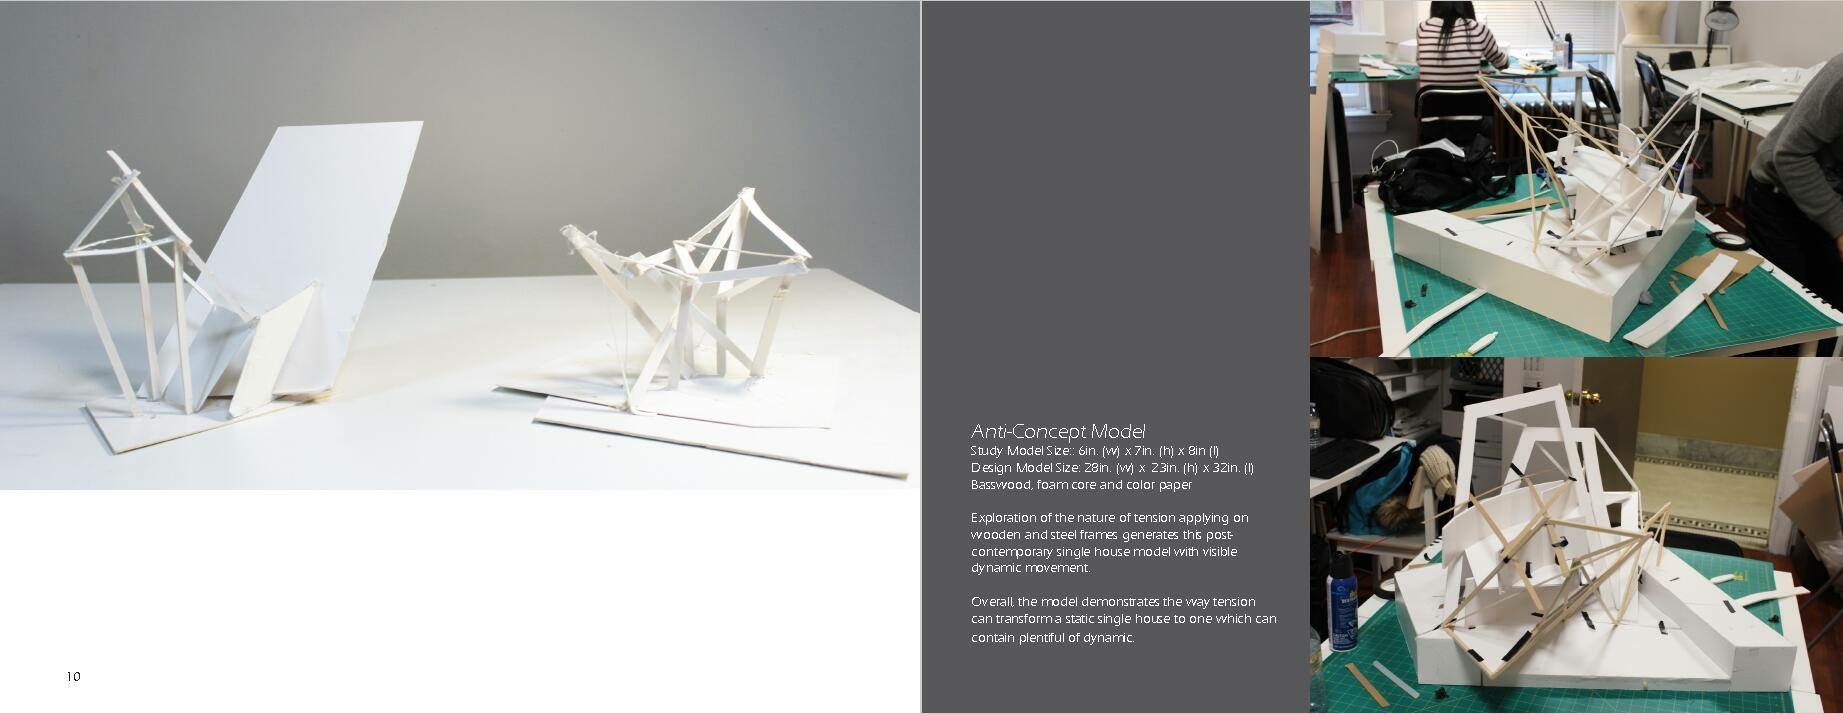 Anti-Concept Model
Study Model Size:: 6in. (w) x 7in. (h) x 8in (l)
Design Model Size: 28in. (w) x 23in. (h) x 32in. (l)
Basswood, foam core and color paper
Exploration of the nature of tension applying on
wooden and steel frames generates this post-
contemporary single house model with visible
dynamic movement.
Overall, the model demonstrates the way tension
can transform a static single house to one which can
contain plentiful of dynamic.
10